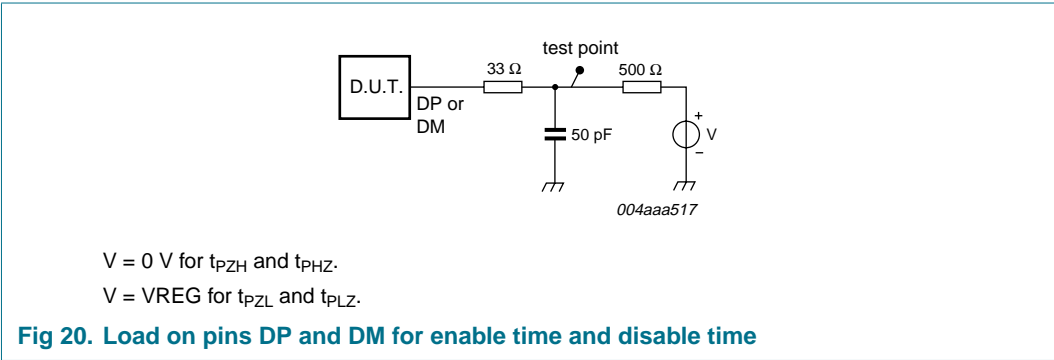 test point
33 Ω
500 Ω
D.U.T.
DP or
DM
50 pF
+
V
−
004aaa517
V = 0 V for tPZH and tPHZ.
V = VREG for tPZL and tPLZ.
Fig 20. Load on pins DP and DM for enable time and disable time